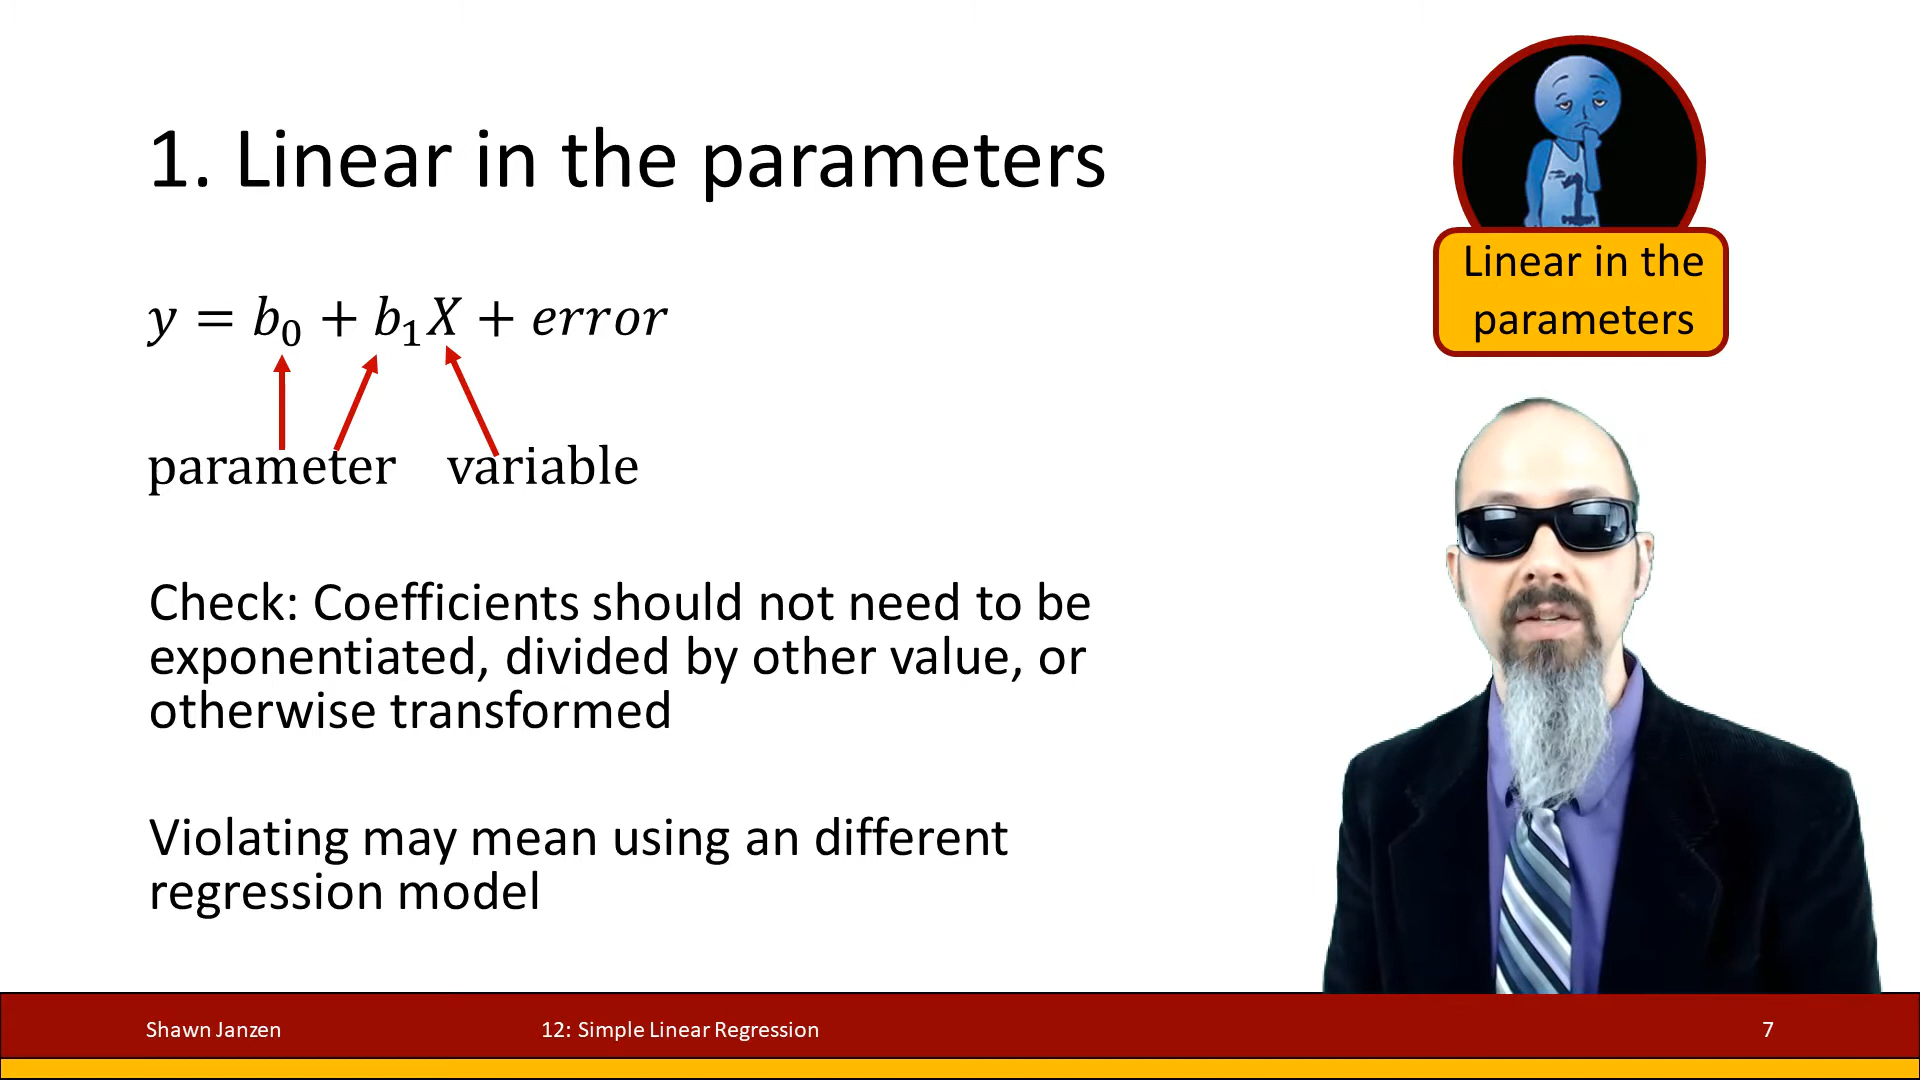 1. Linear in the parameters
y = b₀ + b₁X + error
parameter variable
Check: Coefficients should not need to be
exponentiated, divided by other value, or
otherwise transformed
Violating may mean using an different
regression model
1
Linear in the
parameters
Shawn Janzen
12: Simple Linear Regression
7